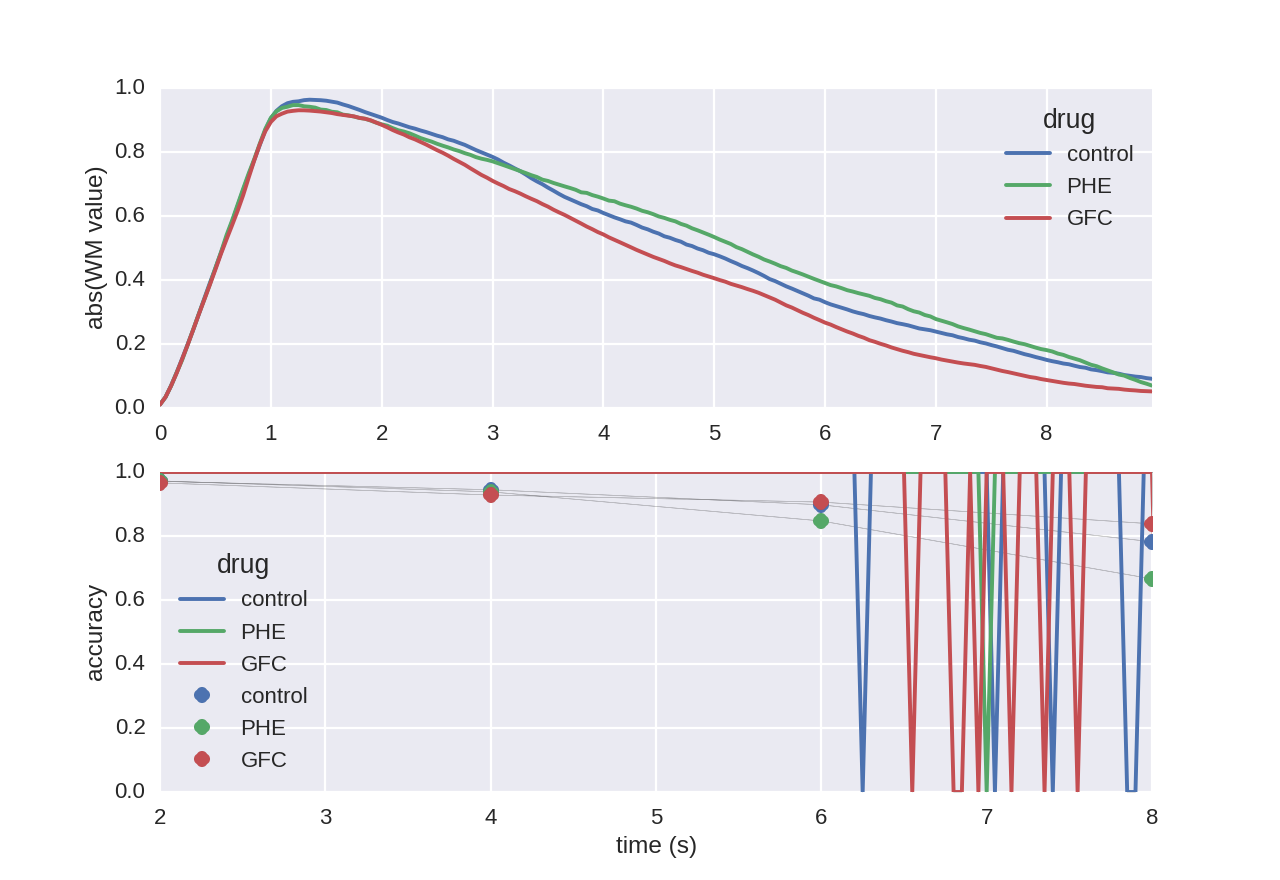 1.0
0.8
0.6
0.4
0.2
0.0
abs(WM value)
drug
control
PHE
GFC
0 1 2 3 4 5 6 7 8
1.0
0.8
0.6
0.4
0.2
0.0
accuracy
drug
control
PHE
GFC
control
PHE
GFC
2 3 4 5 6 7 8
time (s)